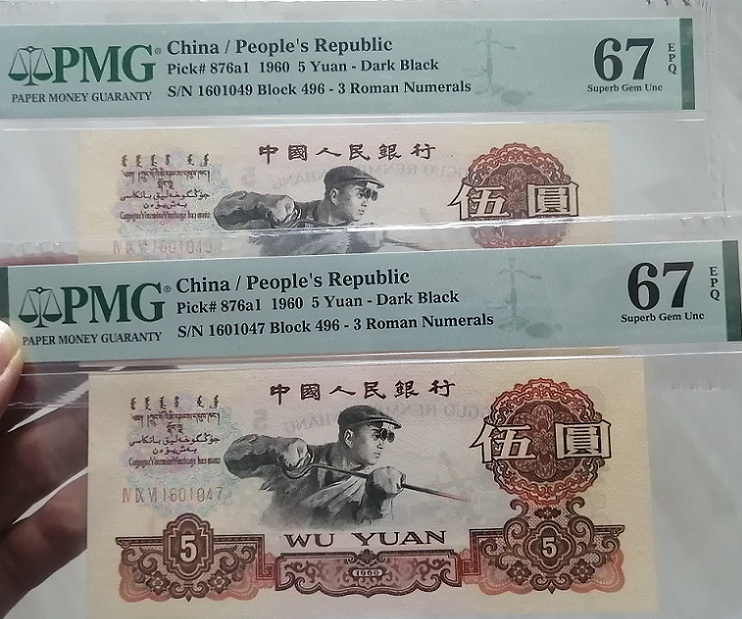 PMG
PAPER MONEY GUARANTY
China / People's Republic
Pick# 876a1 1960 5 Yuan - Dark Black
S/N 1601049 Block 496 - 3 Roman Numerals
67 EPQ
Superb Gem Unc
中國人民銀行
伍圓
1601049
PMG
PAPER MONEY GUARANTY
China / People's Republic
Pick# 876a1 1960 5 Yuan - Dark Black
S/N 1601047 Block 496 - 3 Roman Numerals
67 EPQ
Superb Gem Unc
中國人民銀行
伍圓
Ⅳ Ⅸ Ⅵ 1601047
WU YUAN
5
5
1960